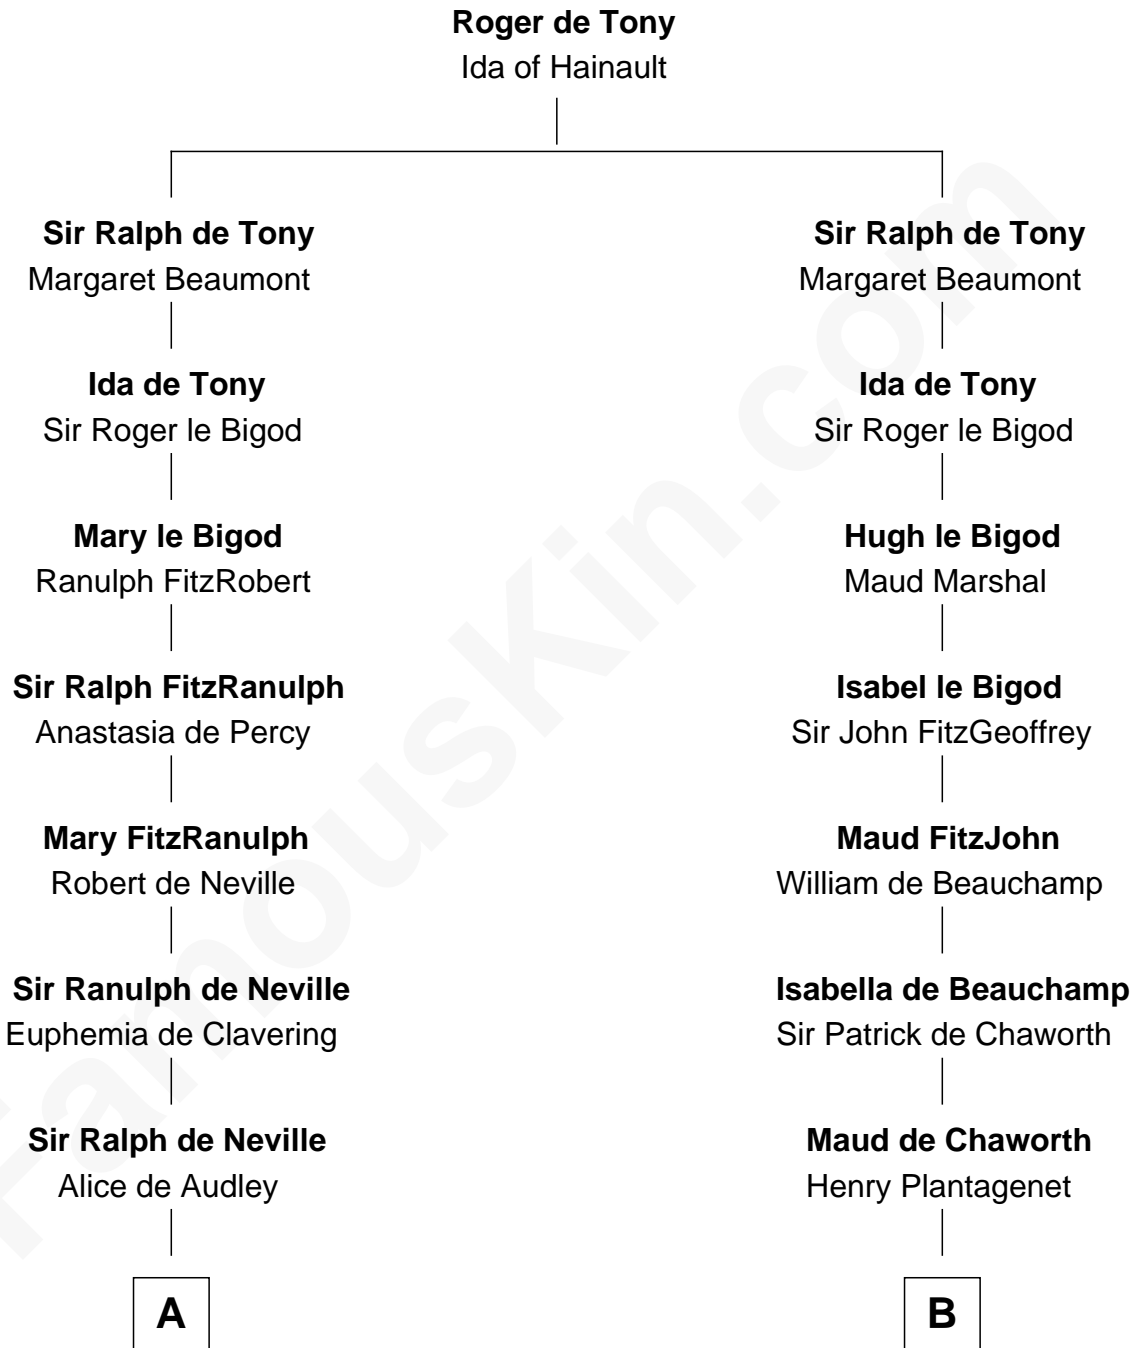 Roger de Tony
Ida of Hainault
Sir Ralph de Tony
Margaret Beaumont
Sir Ralph de Tony
Margaret Beaumont
Ida de Tony
Sir Roger le Bigod
Ida de Tony
Sir Roger le Bigod
Mary le Bigod
Ranulph FitzRobert
Hugh le Bigod
Maud Marshal
Sir Ralph FitzRanulph
Anastasia de Percy
Isabel le Bigod
Sir John FitzGeoffrey
Mary FitzRanulph
Robert de Neville
Maud FitzJohn
William de Beauchamp
Sir Ranulph de Neville
Euphemia de Clavering
Isabella de Beauchamp
Sir Patrick de Chaworth
Sir Ralph de Neville
Alice de Audley
Maud de Chaworth
Henry Plantagenet
A
B
FamousKin.com